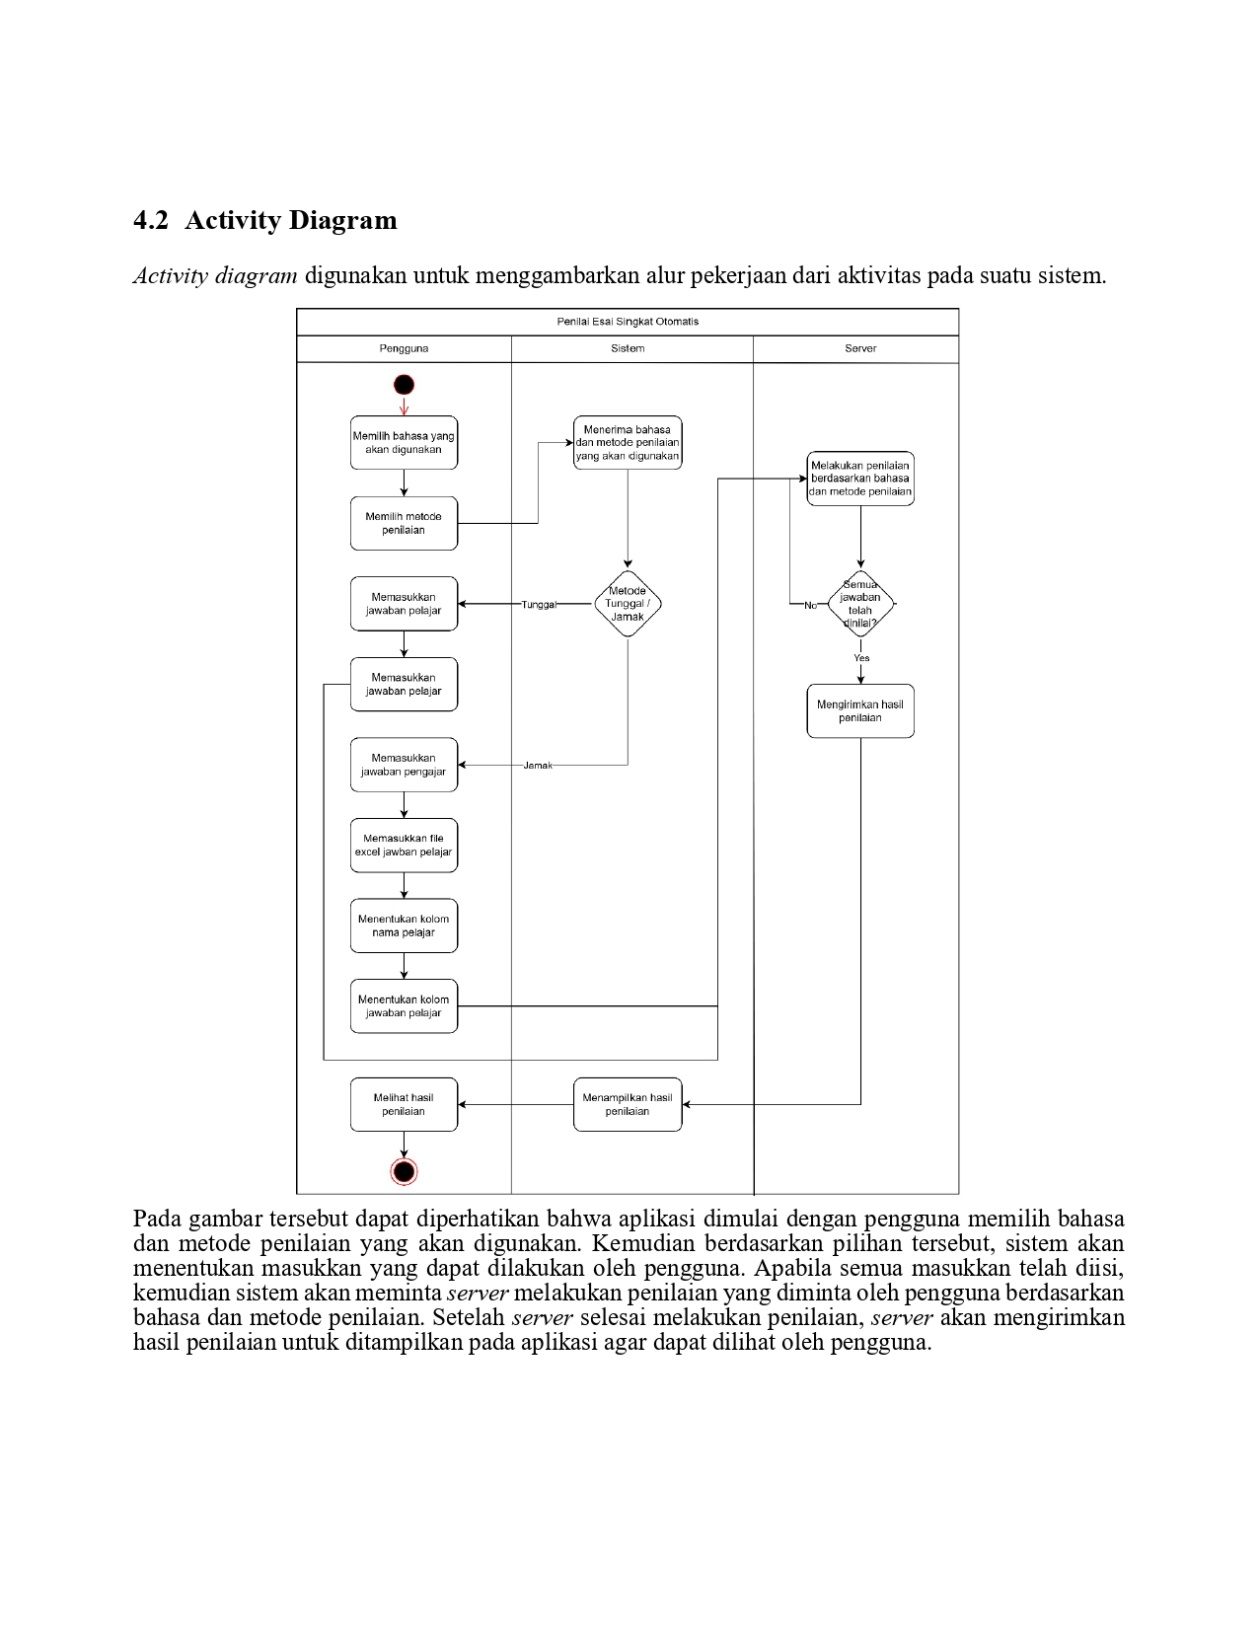 4.2 Activity Diagram
Activity diagram digunakan untuk menggambarkan alur pekerjaan dari aktivitas pada suatu sistem.
Penilai Esai Singkat Otomatis
Pengguna
Sistem
Server
Memilih bahasa yang
akan digunakan
Menerima bahasa
dan metode penilaian
yang akan digunakan
Melakukan penilaian
berdasarkan bahasa
dan metode penilaian
Memilih metode
penilaian
Memasukkan
jawaban pelajar
Tunggal
Metode
Tunggal /
Jamak
No
Semua
jawaban
telah
dinilai?
Yes
Memasukkan
jawaban pelajar
Mengirimkan hasil
penilaian
Memasukkan
jawaban pengajar
Jamak
Memasukkan file
excel jawban pelajar
Menentukan kolom
nama pelajar
Menentukan kolom
jawaban pelajar
Melihat hasil
penilaian
Menampilkan hasil
penilaian
Pada gambar tersebut dapat diperhatikan bahwa aplikasi dimulai dengan pengguna memilih bahasa
dan metode penilaian yang akan digunakan. Kemudian berdasarkan pilihan tersebut, sistem akan
menentukan masukkan yang dapat dilakukan oleh pengguna. Apabila semua masukkan telah diisi,
kemudian sistem akan meminta server melakukan penilaian yang diminta oleh pengguna berdasarkan
bahasa dan metode penilaian. Setelah server selesai melakukan penilaian, server akan mengirimkan
hasil penilaian untuk ditampilkan pada aplikasi agar dapat dilihat oleh pengguna.